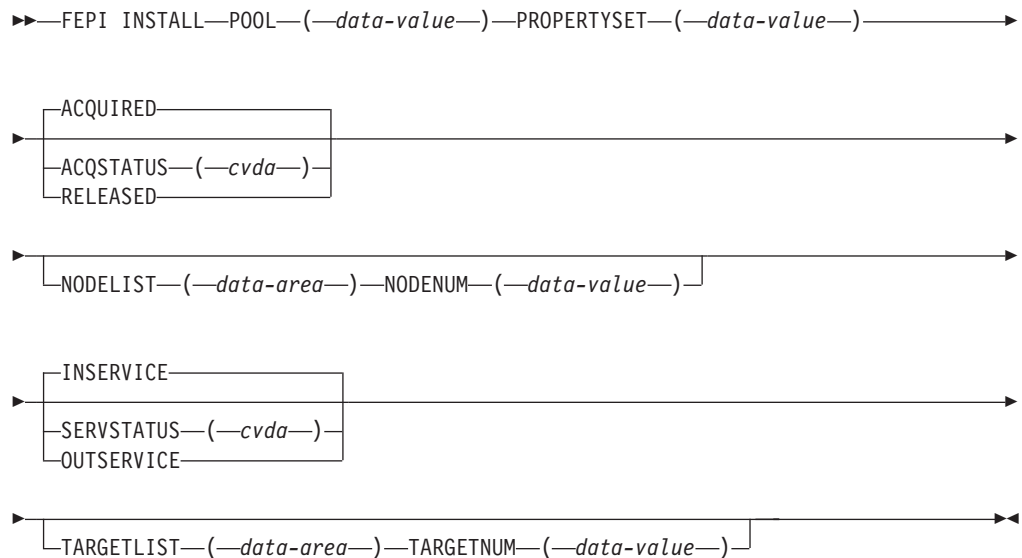 FEPI INSTALL POOL ( data-value ) PROPERTYSET ( data-value )
ACQUIRED
ACQSTATUS ( cvda )
RELEASED
NODELIST ( data-area ) NODENUM ( data-value )
INSERVICE
SERVSTATUS ( cvda )
OUTSERVICE
TARGETLIST ( data-area ) TARGETNUM ( data-value )